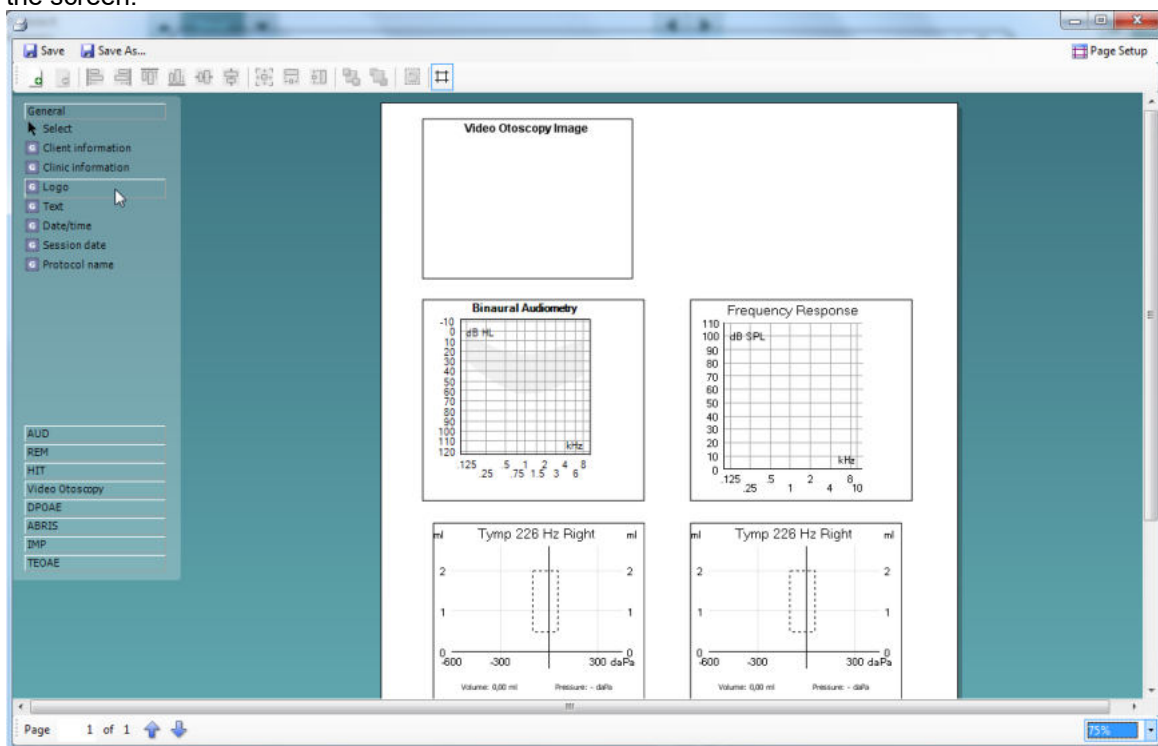 the screen.
Save Save As... Page Setup
General
Select
Client information
Clinic information
Logo
Text
Date/time
Session date
Protocol name
AUD
REM
HIT
Video Otoscopy
DPOAE
ABRIS
IMP
TEOAE
Video Otoscopy Image
Binaural Audiometry
-10
0 dB HL
10
20
30
40
50
60
70
80
90
100
110 kHz
120
.125 .5 1 2 4 8
.25 .75 1.5 3 6
Frequency Response
110
100 dB SPL
90
80
70
60
50
40
30
20
10 kHz
0
.125 .5 2 8
.25 1 4 10
ml Tymp 226 Hz Right ml
2 2
1 1
0 0
-600 -300 300 daPa
Volume: 0,00 ml Pressure: - daPa
ml Tymp 226 Hz Right ml
2 2
1 1
0 0
-600 -300 300 daPa
Volume: 0,00 ml Pressure: - daPa
Page 1 of 1 75%